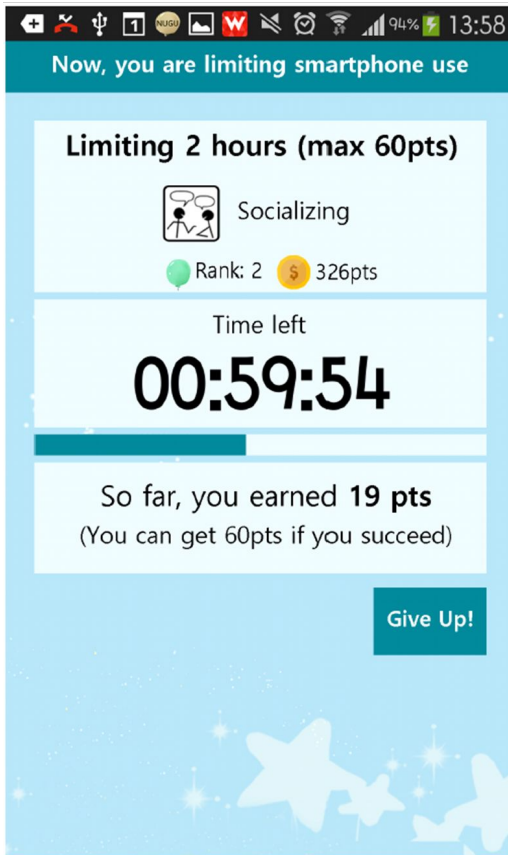 1 NUGU W 94% 13:58
Now, you are limiting smartphone use
Limiting 2 hours (max 60pts)
Socializing
Rank: 2 $ 326pts
Time left
00:59:54
So far, you earned 19 pts
(You can get 60pts if you succeed)
Give Up!